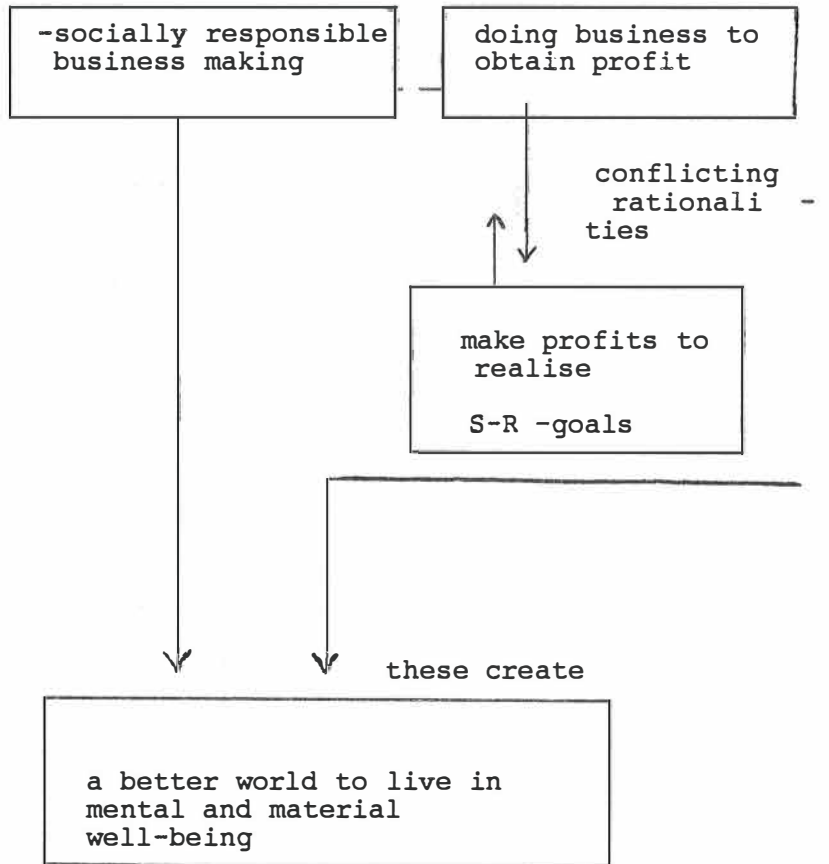 -socially responsible
business making
doing business to
obtain profit
conflicting
rationali -
ties
make profits to
realise
S-R -goals
these create
a better world to live in
mental and material
well-being